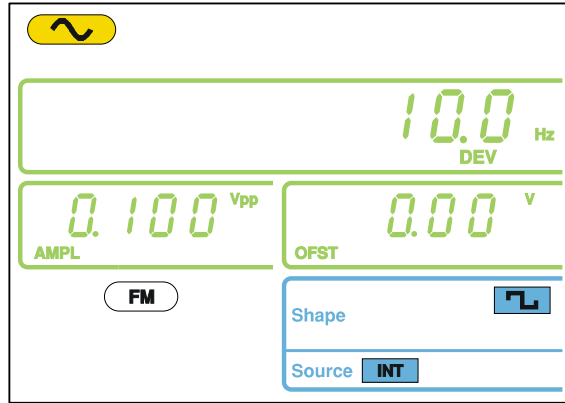 10.0 Hz
DEV
0.100 Vpp
AMPL
0.00 V
OFST
FM
Shape
Source INT